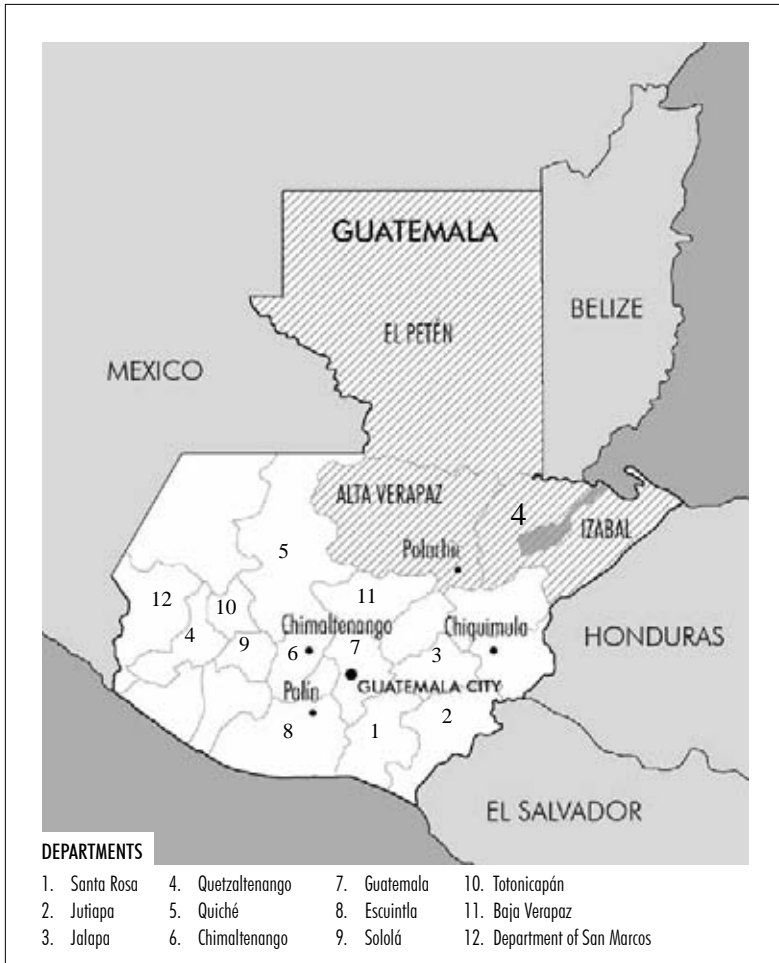 GUATEMALA
BELIZE
EL PETÉN
MEXICO
ALTA VERAPAZ
4
IZABAL
5
Polochic
12
10
11
Chimaltenango
Chiquimula
HONDURAS
4
9
6
7
3
GUATEMALA CITY
Palín
8
1
2
EL SALVADOR
DEPARTMENTS
1. Santa Rosa 4. Quetzaltenango 7. Guatemala 10. Totonicapán
2. Jutiapa 5. Quiché 8. Escuintla 11. Baja Verapaz
3. Jalapa 6. Chimaltenango 9. Sololá 12. Department of San Marcos